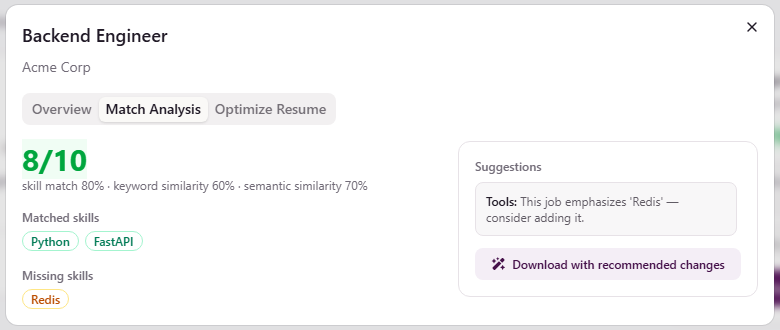 Backend Engineer
Acme Corp
Overview Match Analysis Optimize Resume
8/10
skill match 80% · keyword similarity 60% · semantic similarity 70%
Matched skills
Python FastAPI
Missing skills
Redis
Suggestions
Tools: This job emphasizes 'Redis' —
consider adding it.
Download with recommended changes